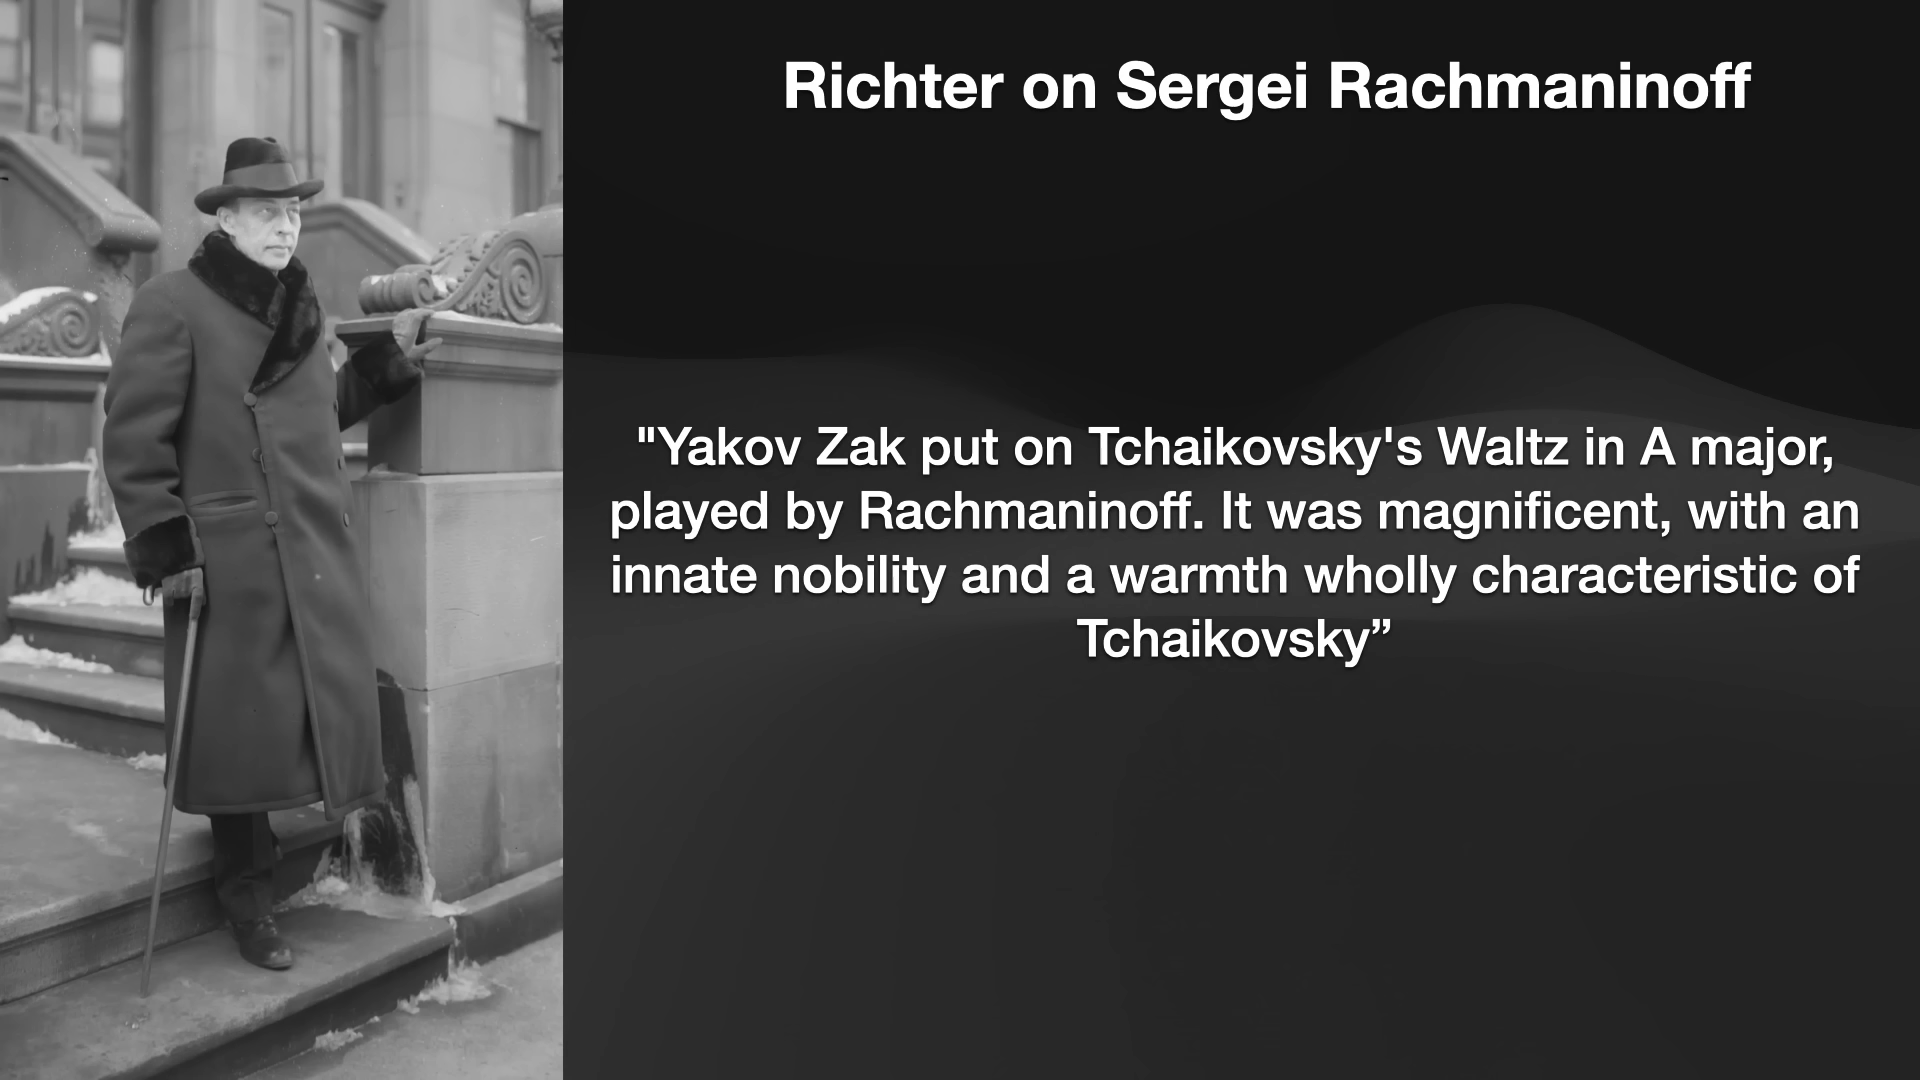 Richter on Sergei Rachmaninoff
"Yakov Zak put on Tchaikovsky's Waltz in A major,
played by Rachmaninoff. It was magnificent, with an
innate nobility and a warmth wholly characteristic of
Tchaikovsky”